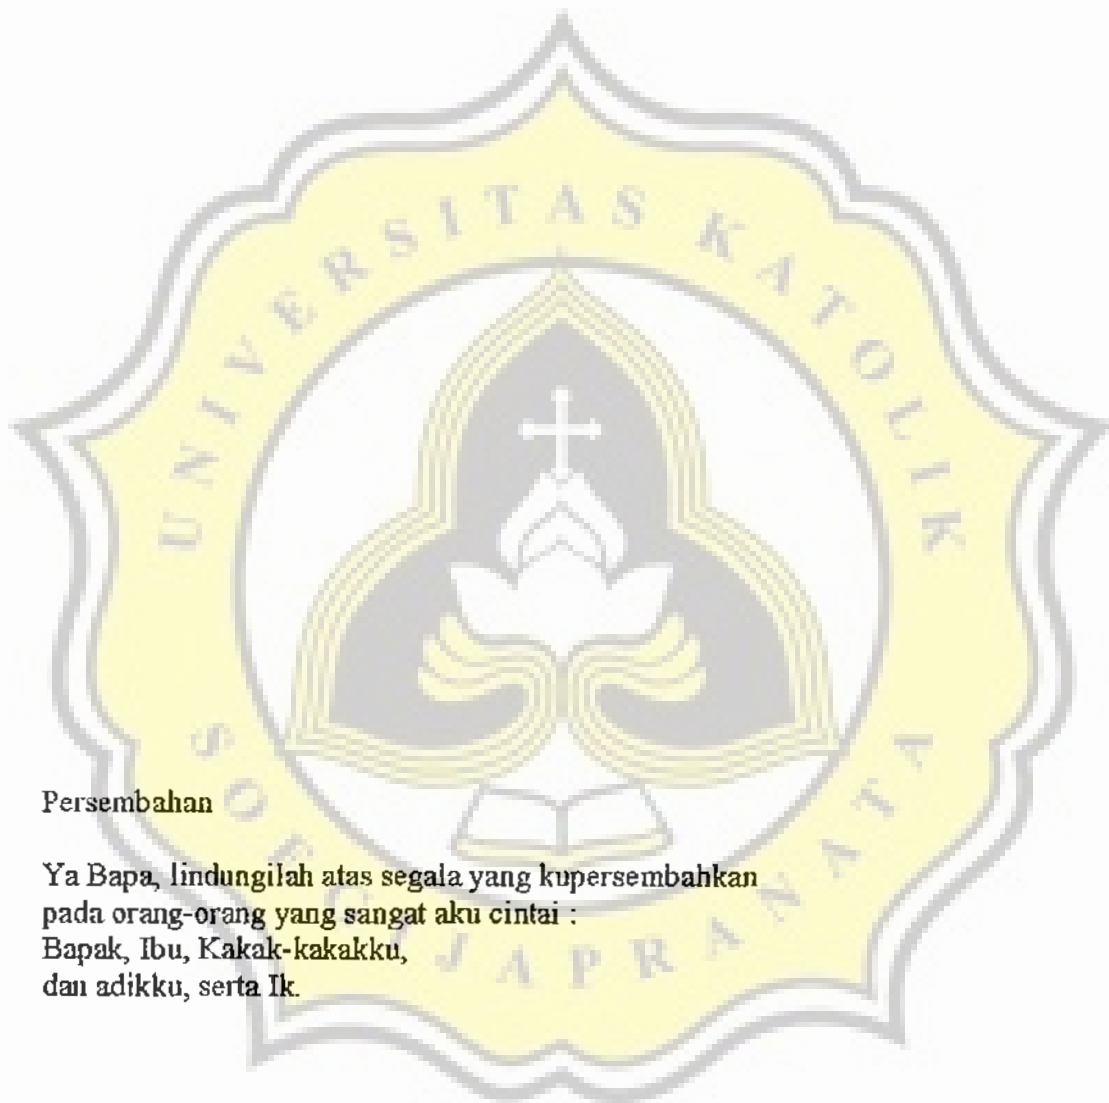 UNIVERSITAS KATOLIK
SOEGIJAPRANATA
Persembahan
Ya Bapa, lindungilah atas segala yang kupersembahkan
pada orang-orang yang sangat aku cintai :
Bapak, Ibu, Kakak-kakakku,
dan adikku, serta Ik.